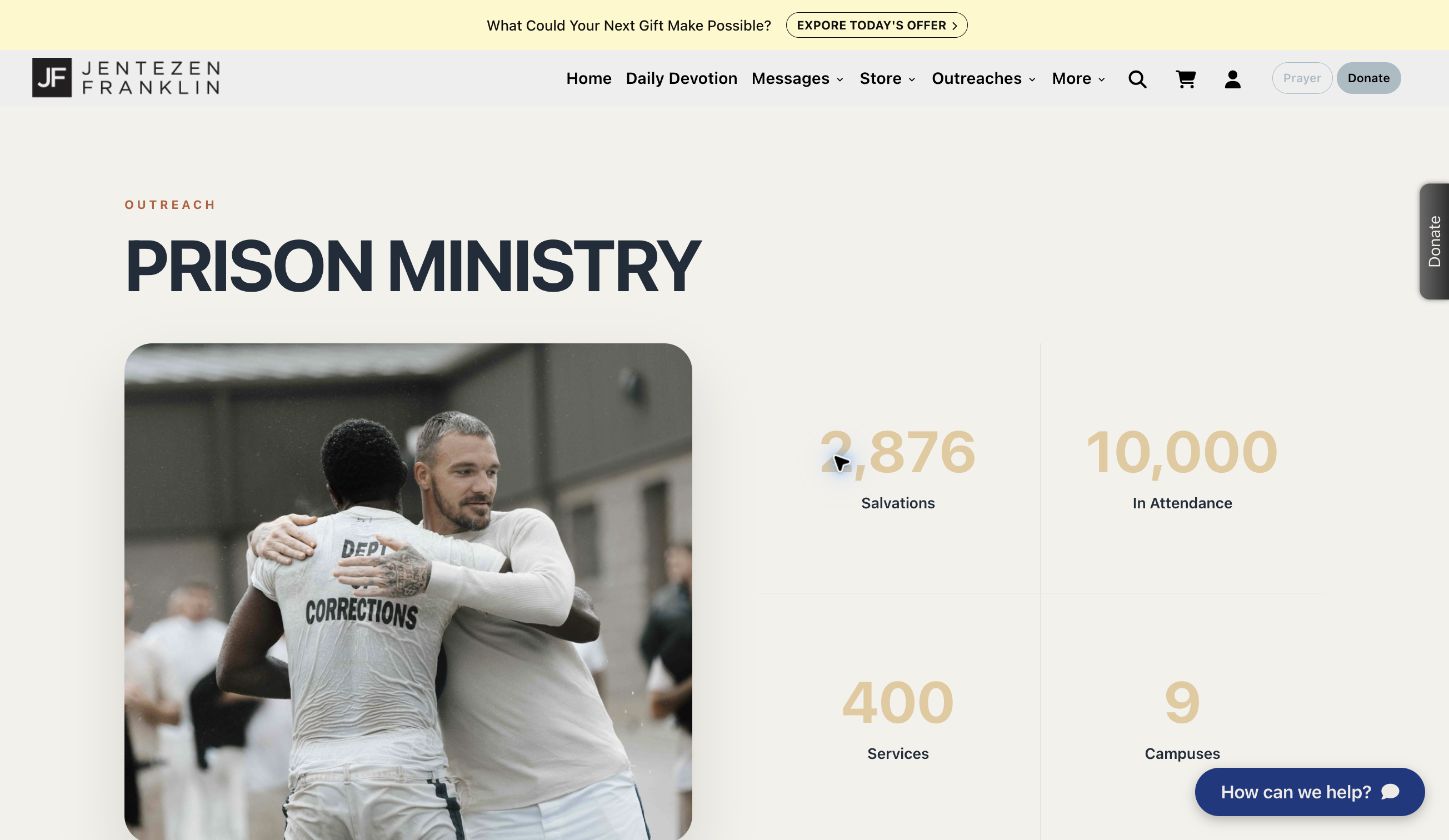 What Could Your Next Gift Make Possible? EXPORE TODAY'S OFFER
JF JENTEZEN
FRANKLIN
Home Daily Devotion Messages Store Outreaches More Prayer Donate
Donate
OUTREACH
PRISON MINISTRY
DEPT
CORRECTIONS
2,876 10,000
Salvations In Attendance
400 9
Services Campuses
How can we help?